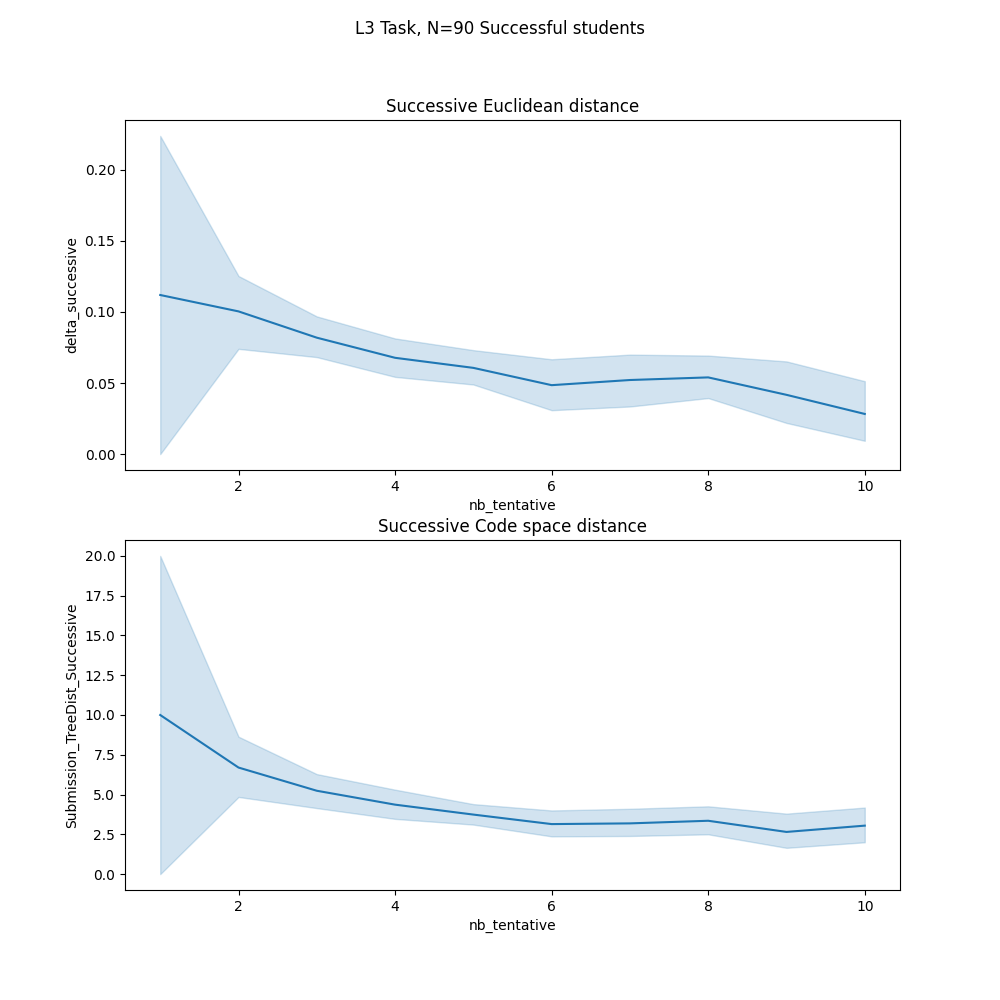 L3 Task, N=90 Successful students
Successive Euclidean distance
0.20
0.15
0.10
0.05
0.00
delta_successive
2 4 6 8 10
nb_tentative
Successive Code space distance
20.0
17.5
15.0
12.5
10.0
7.5
5.0
2.5
0.0
Submission_TreeDist_Successive
2 4 6 8 10
nb_tentative